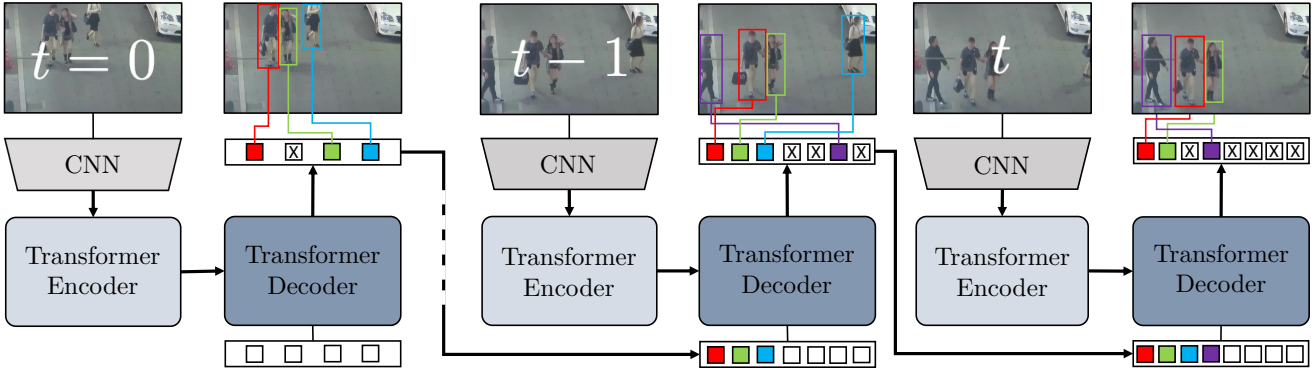 t = 0
t − 1
t
CNN
X
CNN
X X X
CNN
X X X X X
Transformer
Encoder
Transformer
Decoder
Transformer
Encoder
Transformer
Decoder
Transformer
Encoder
Transformer
Decoder